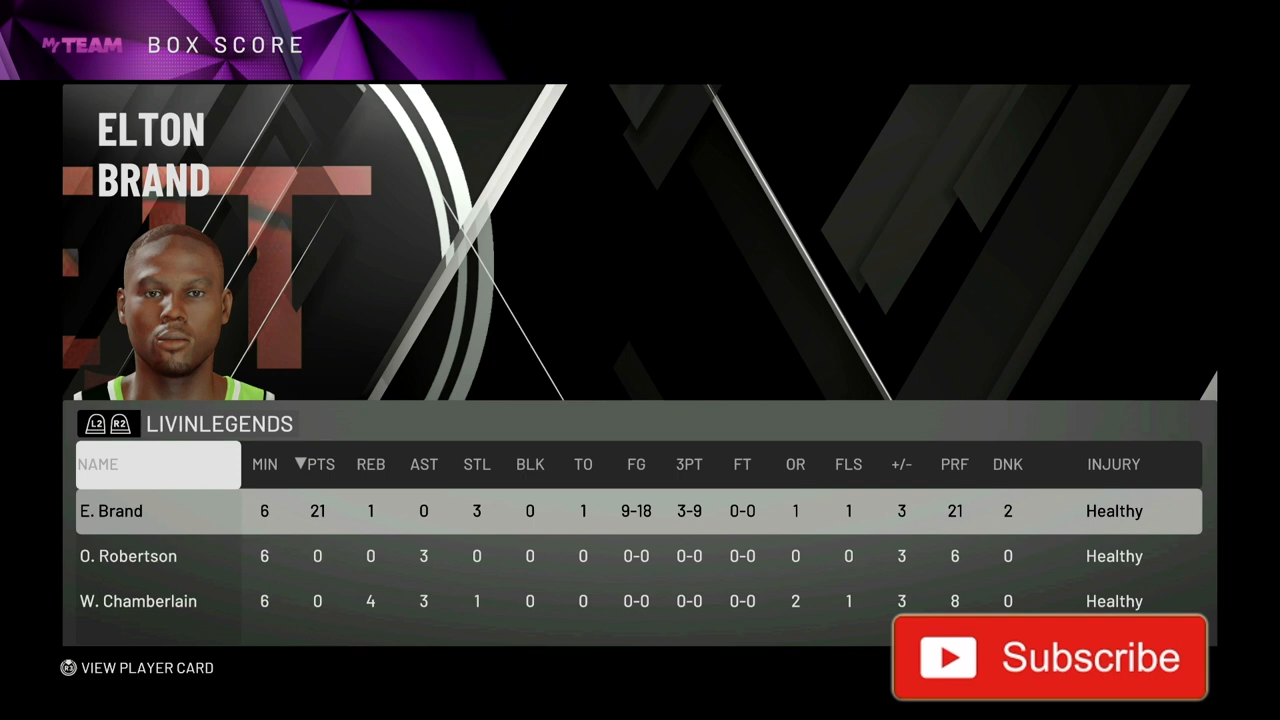 MyTEAM BOX SCORE
ELTON
BRAND
L2 R2 LIVINLEGENDS
NAME MIN ▼PTS REB AST STL BLK TO FG 3PT FT OR FLS +/- PRF DNK INJURY
E. Brand 6 21 1 0 3 0 1 9-18 3-9 0-0 1 1 3 21 2 Healthy
O. Robertson 6 0 0 3 0 0 0 0-0 0-0 0-0 0 0 3 6 0 Healthy
W. Chamberlain 6 0 4 3 1 0 0 0-0 0-0 0-0 2 1 3 8 0 Healthy
Subscribe
R3 VIEW PLAYER CARD